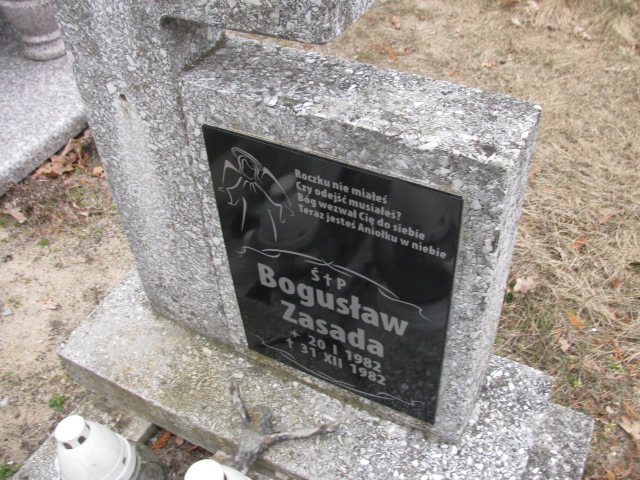 Roczku nie miałeś
Czy odejść musiałeś?
Bóg wezwał Cię do siebie
Teraz jesteś Aniołku w niebie
Ś†P
Bogusław
Zasada
✶ 20 I 1982
† 31 XII 1982